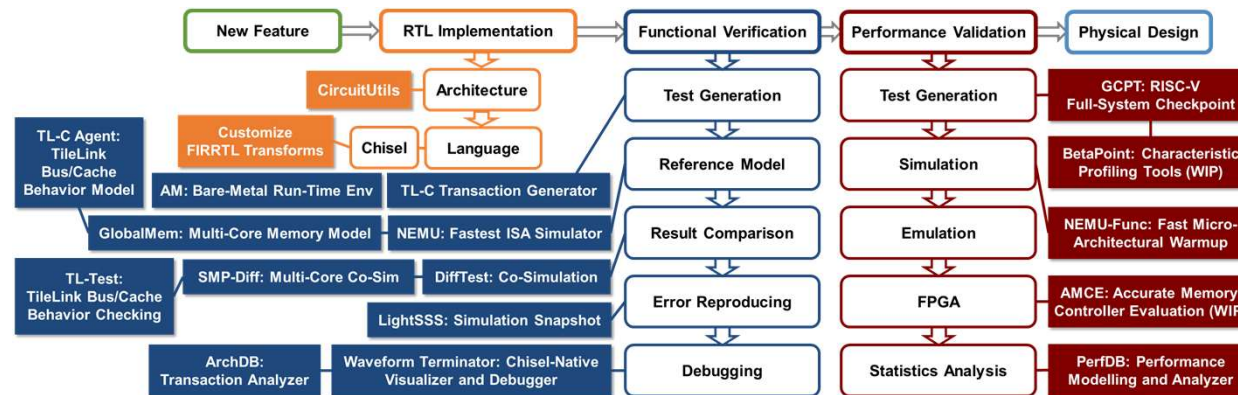 New Feature
RTL Implementation
Functional Verification
Performance Validation
Physical Design
CircuitUtils
Architecture
Test Generation
Test Generation
GCPT: RISC-V
Full-System Checkpoint
TL-C Agent:
TileLink
Bus/Cache
Behavior Model
Customize
FIRRTL Transforms
Chisel
Language
Reference Model
Simulation
BetaPoint: Characteristic
Profiling Tools (WIP)
AM: Bare-Metal Run-Time Env
TL-C Transaction Generator
GlobalMem: Multi-Core Memory Model
NEMU: Fastest ISA Simulator
Result Comparison
Emulation
NEMU-Func: Fast Micro-
Architectural Warmup
TL-Test:
TileLink Bus/Cache
Behavior Checking
SMP-Diff: Multi-Core Co-Sim
DiffTest: Co-Simulation
LightSSS: Simulation Snapshot
Error Reproducing
FPGA
AMCE: Accurate Memory
Controller Evaluation (WIP
ArchDB:
Transaction Analyzer
Waveform Terminator: Chisel-Native
Visualizer and Debugger
Debugging
Statistics Analysis
PerfDB: Performance
Modelling and Analyzer